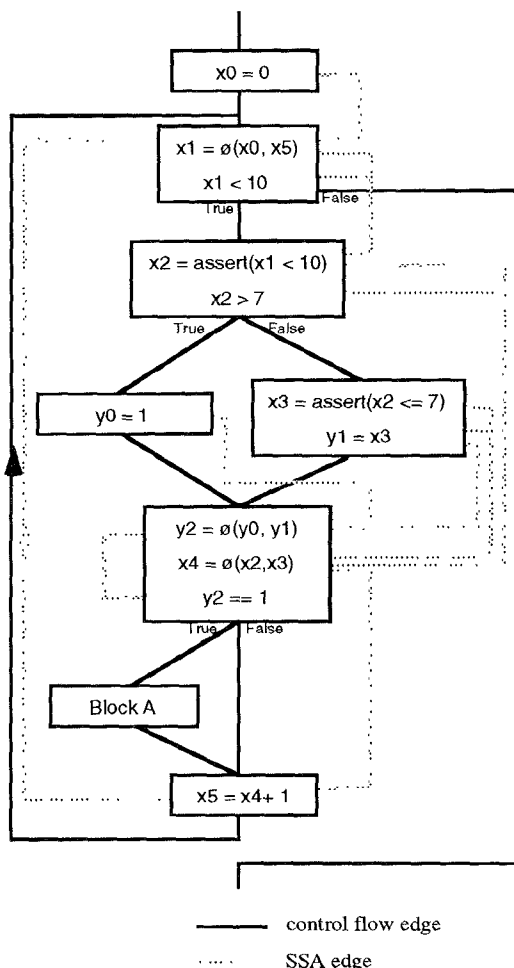 x0 = 0
x1 = ø(x0, x5)
x1 < 10
True
False
x2 = assert(x1 < 10)
x2 > 7
True
False
y0 = 1
x3 = assert(x2 <= 7)
y1 = x3
y2 = ø(y0, y1)
x4 = ø(x2,x3)
y2 == 1
True
False
Block A
x5 = x4+ 1
control flow edge
SSA edge